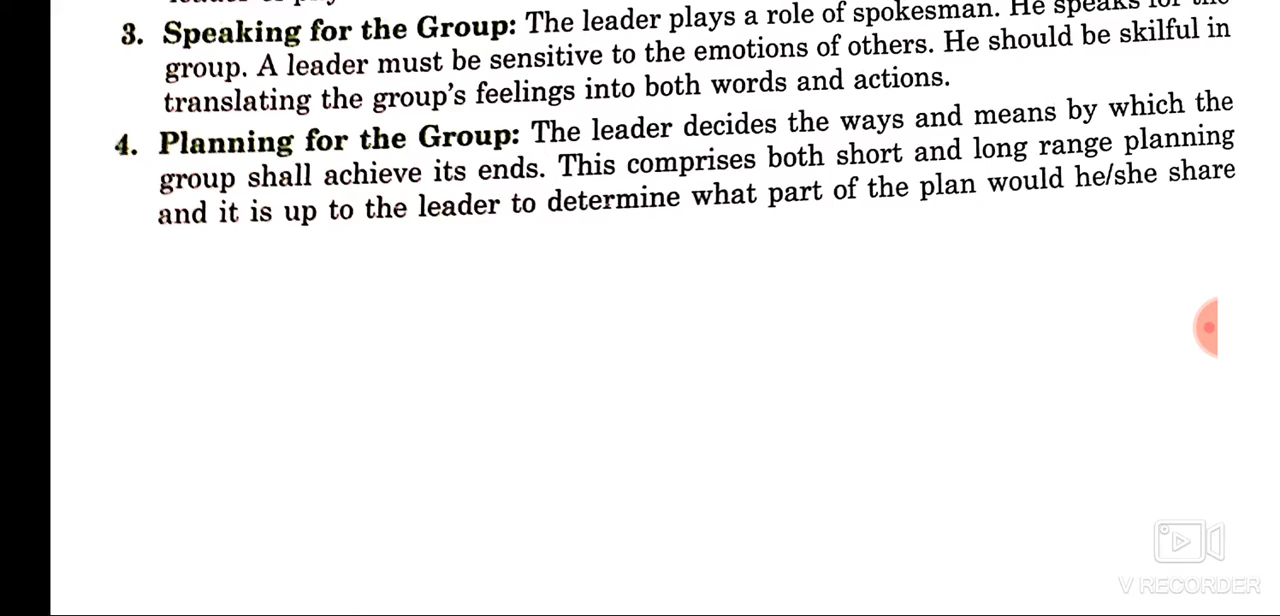 3. Speaking for the Group: The leader plays a role of spokesman. He speaks for the
group. A leader must be sensitive to the emotions of others. He should be skilful in
translating the group's feelings into both words and actions.
4. Planning for the Group: The leader decides the ways and means by which the
group shall achieve its ends. This comprises both short and long range planning
and it is up to the leader to determine what part of the plan would he/she share
V RECORDER